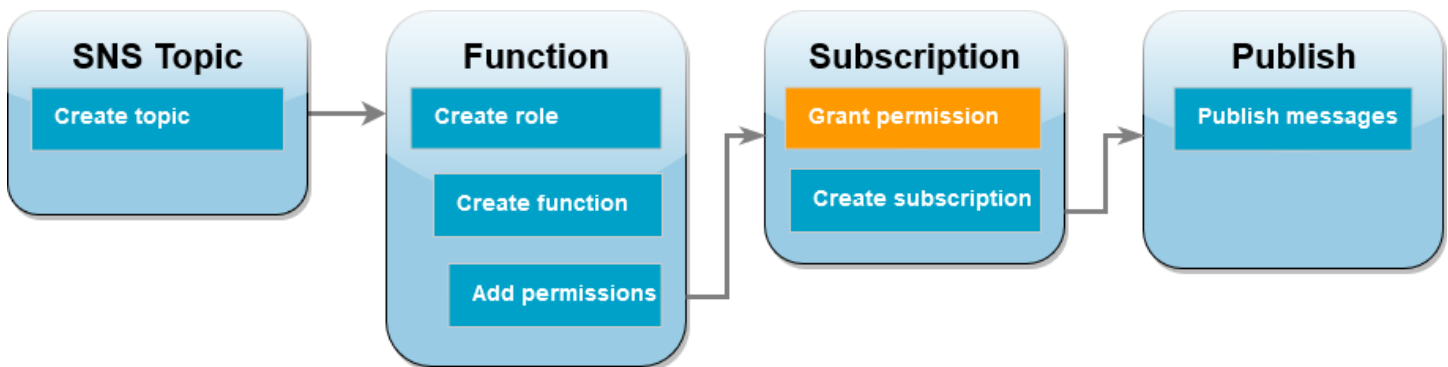 SNS Topic
Create topic
Function
Create role
Create function
Add permissions
Subscription
Grant permission
Create subscription
Publish
Publish messages